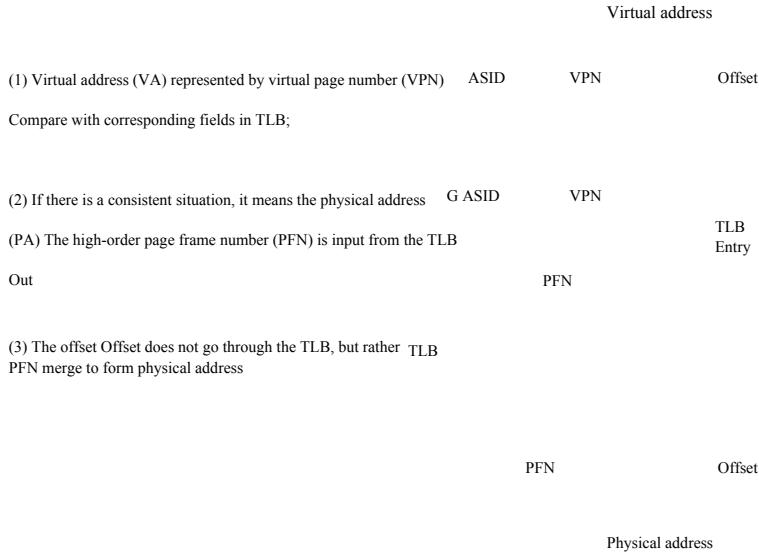 Virtual address
(1) Virtual address (VA) represented by virtual page number (VPN)
ASID VPN Offset
Compare with corresponding fields in TLB;
(2) If there is a consistent situation, it means the physical address
G ASID VPN
(PA) The high-order page frame number (PFN) is input from the TLB
TLB
Entry
Out
PFN
(3) The offset Offset does not go through the TLB, but rather
TLB
PFN merge to form physical address
PFN Offset
Physical address